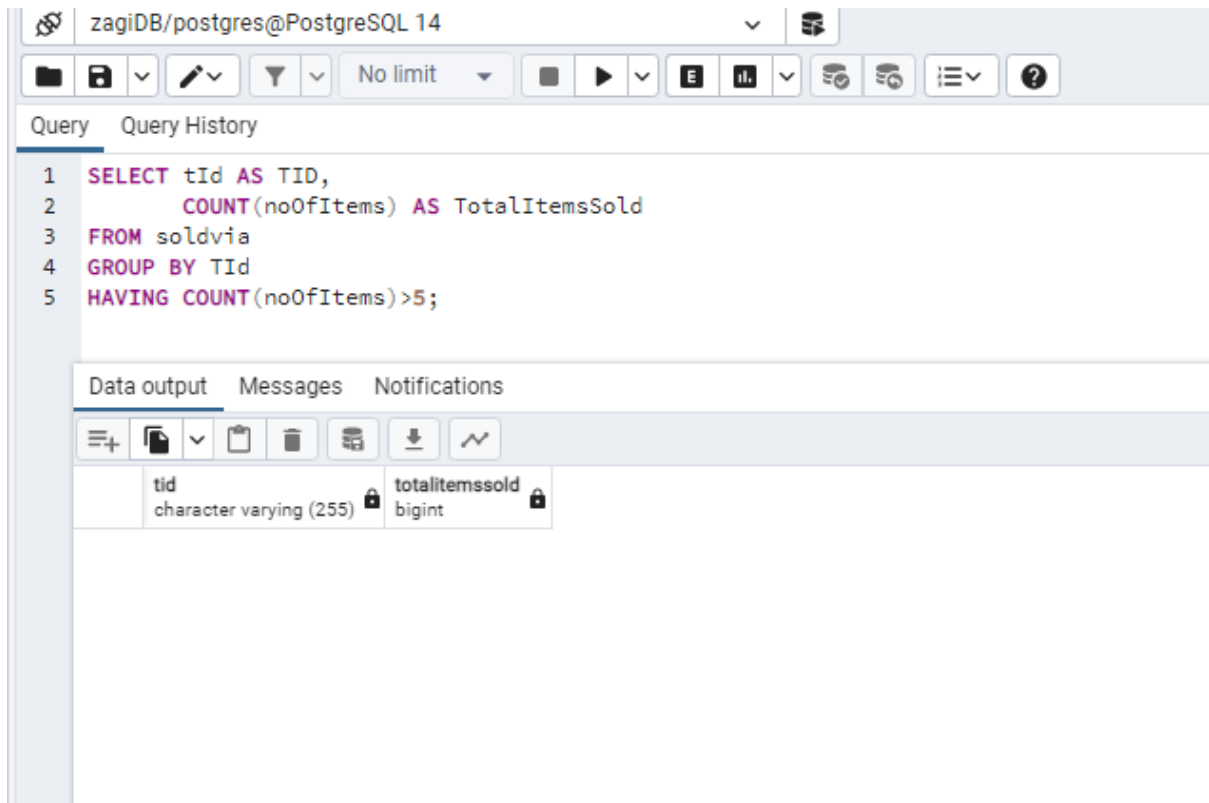 zagiDB/postgres@PostgreSQL 14
No limit
E
Query Query History
1 SELECT tId AS TID,
2 COUNT(noOfItems) AS TotalItemsSold
3 FROM soldvia
4 GROUP BY TId
5 HAVING COUNT(noOfItems)>5;
Data output Messages Notifications
tid totalitemssold
character varying (255) bigint